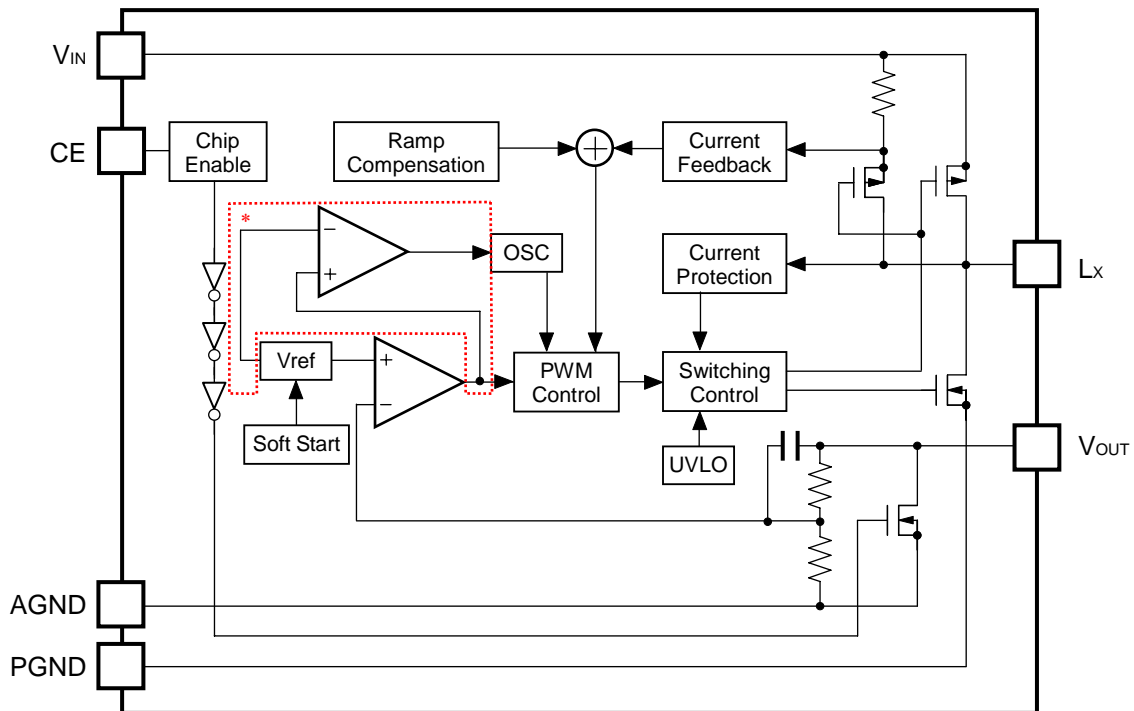 VIN
CE
Chip
Enable
Ramp
Compensation
+
Current
Feedback
*
−
+
OSC
Current
Protection
LX
Vref
+
−
PWM
Control
Switching
Control
Soft Start
UVLO
VOUT
AGND
PGND